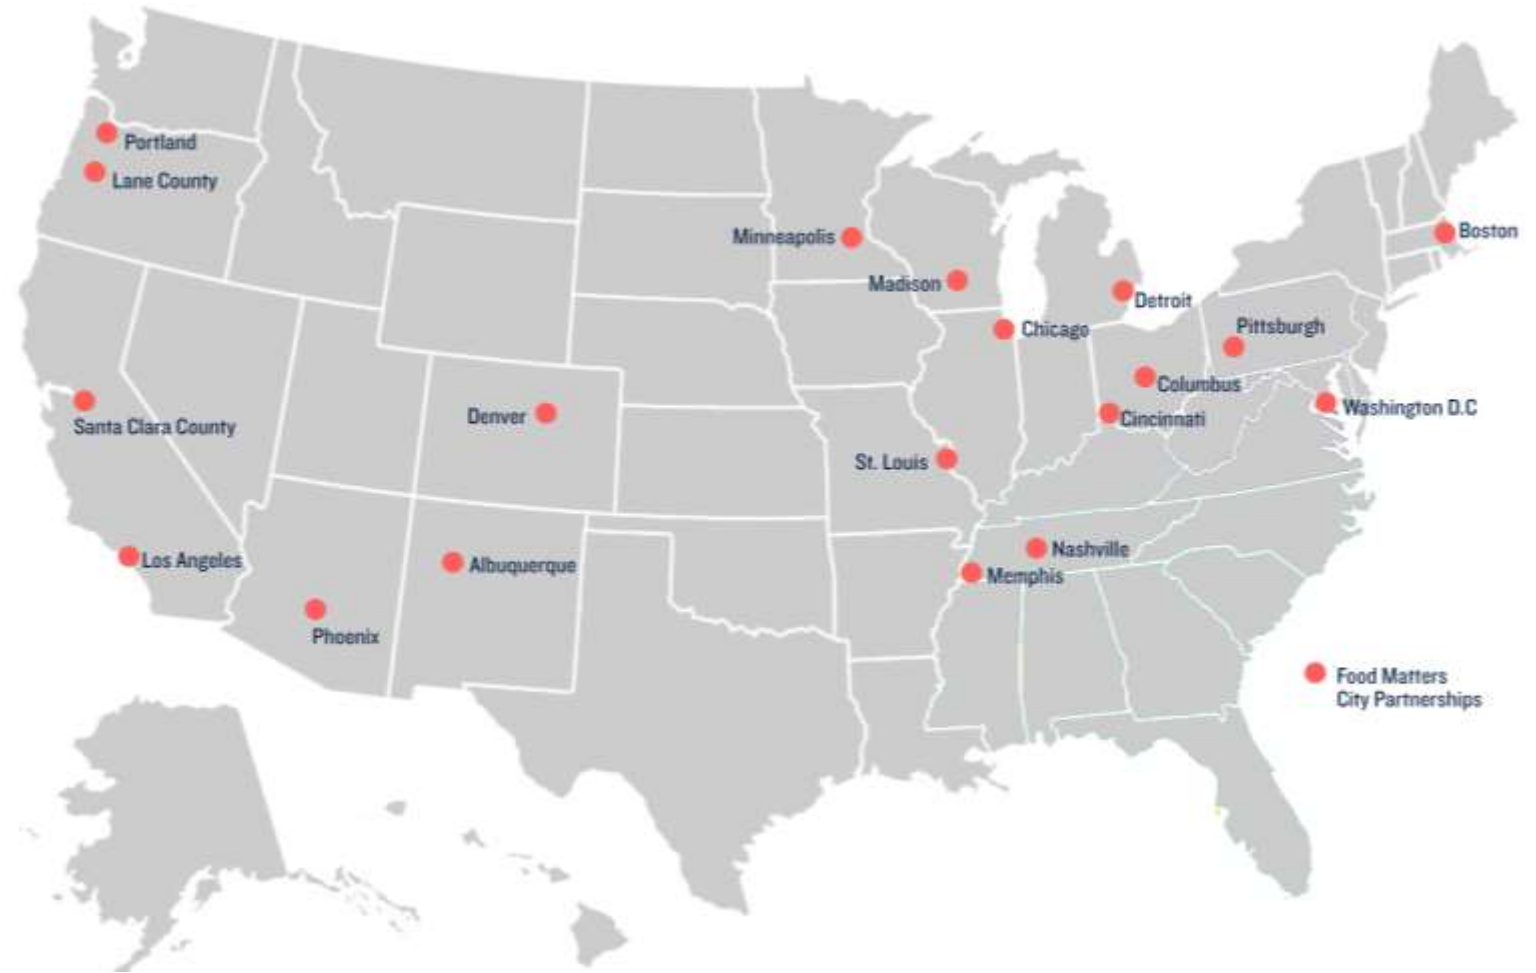 Portland
Lane County
Minneapolis
Boston
Madison
Detroit
Chicago
Pittsburgh
Columbus
Washington D.C
Cincinnati
Denver
Santa Clara County
St. Louis
Los Angeles
Albuquerque
Nashville
Memphis
Phoenix
Food Matters
City Partnerships